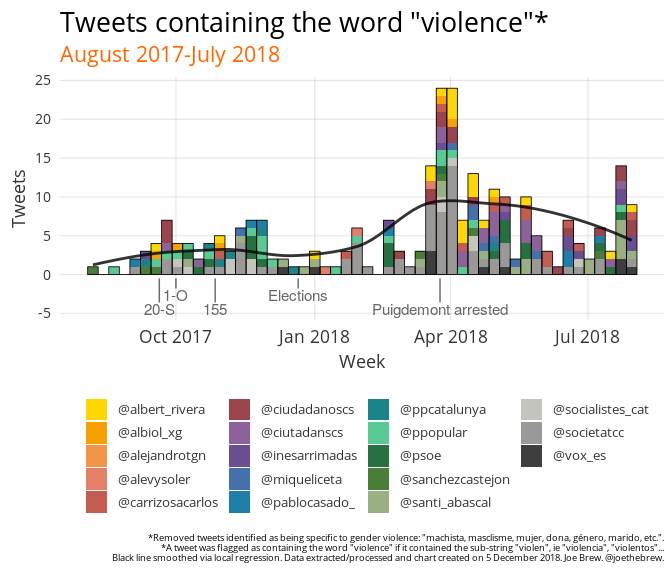 Tweets containing the word "violence"*
August 2017-July 2018
Tweets
25
20
15
10
5
0
-5
1-O
Elections
20-S
155
Puigdemont arrested
Oct 2017
Jan 2018
Apr 2018
Jul 2018
Week
@albert_rivera
@albiol_xg
@alejandrotgn
@alevysoler
@carrizosacarlos
@ciudadanoscs
@ciutadanscs
@inesarrimadas
@miqueliceta
@pablocasado_
@ppcatalunya
@ppopular
@psoe
@sanchezcastejon
@santi_abascal
@socialistes_cat
@societatcc
@vox_es
*Removed tweets identified as being specific to gender violence: "machista, masclisme, mujer, dona, género, marido, etc.".
*A tweet was flagged as containing the word "violence" if it contained the sub-string "violen", ie "violencia", "violentos"...
Black line smoothed via local regression. Data extracted/processed and chart created on 5 December 2018. Joe Brew. @joethebrew.